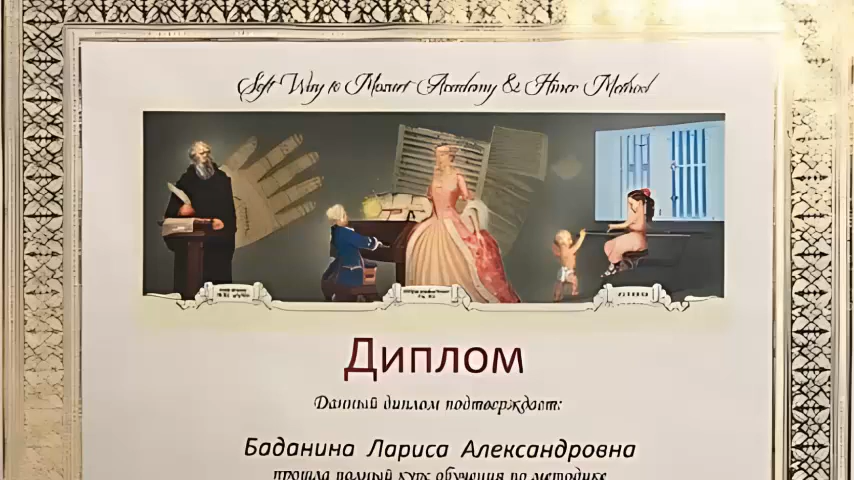 Soft Way to Mozart Academy & Hiner Method
Диплом
Данный диплом подтверждает:
Баданина Лариса Александровна
прошла полный курс обучения по методике